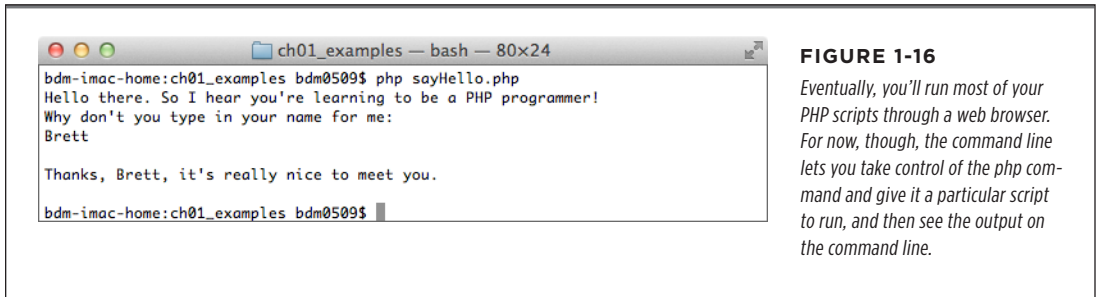 ch01_examples — bash — 80×24
bdm-imac-home:ch01_examples bdm0509$ php sayHello.php
Hello there. So I hear you're learning to be a PHP programmer!
Why don't you type in your name for me:
Brett
Thanks, Brett, it's really nice to meet you.
bdm-imac-home:ch01_examples bdm0509$
FIGURE 1-16
Eventually, you'll run most of your
PHP scripts through a web browser.
For now, though, the command line
lets you take control of the php com-
mand and give it a particular script
to run, and then see the output on
the command line.